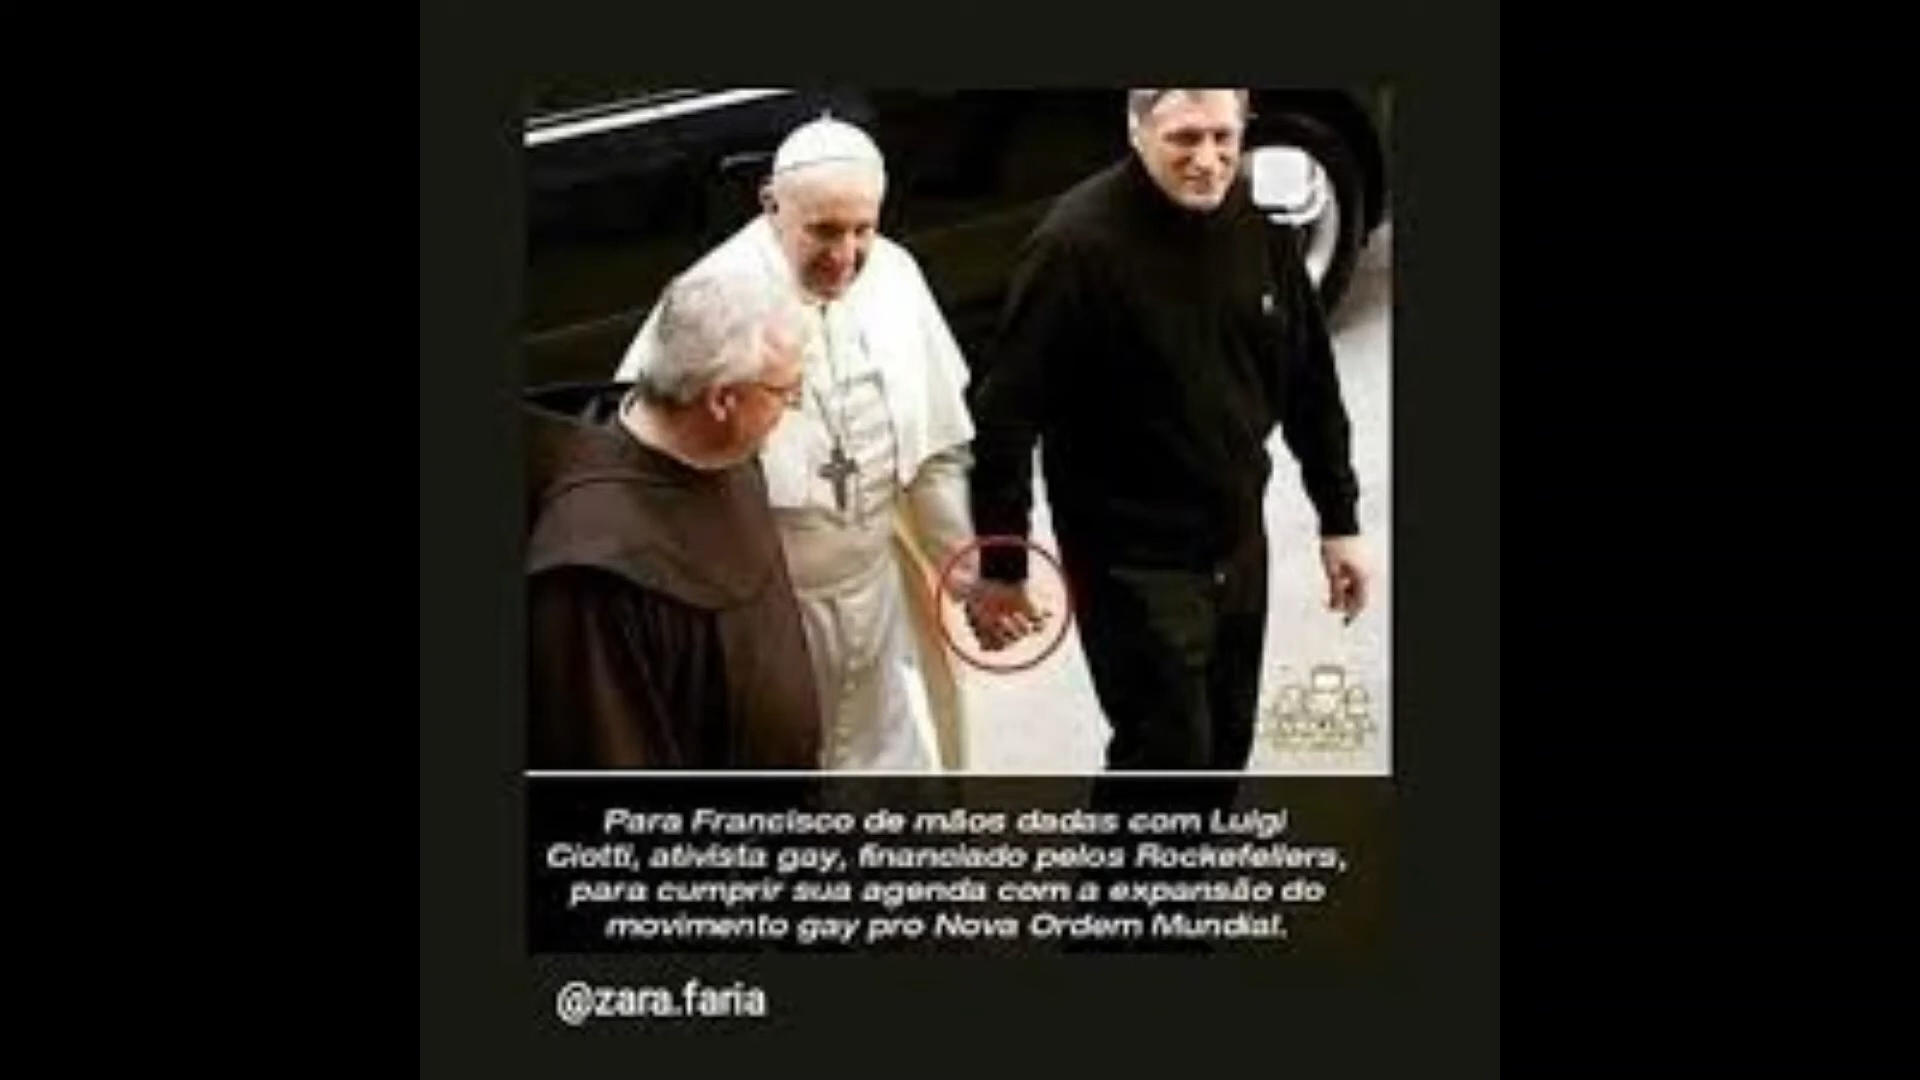 Para Francisco de mãos dadas com Luigi
Ciotti, ativista gay, financiado pelos Rockefellers,
para cumprir sua agenda com a expansão do
movimento gay pro Nova Ordem Mundial.
@zara.faria